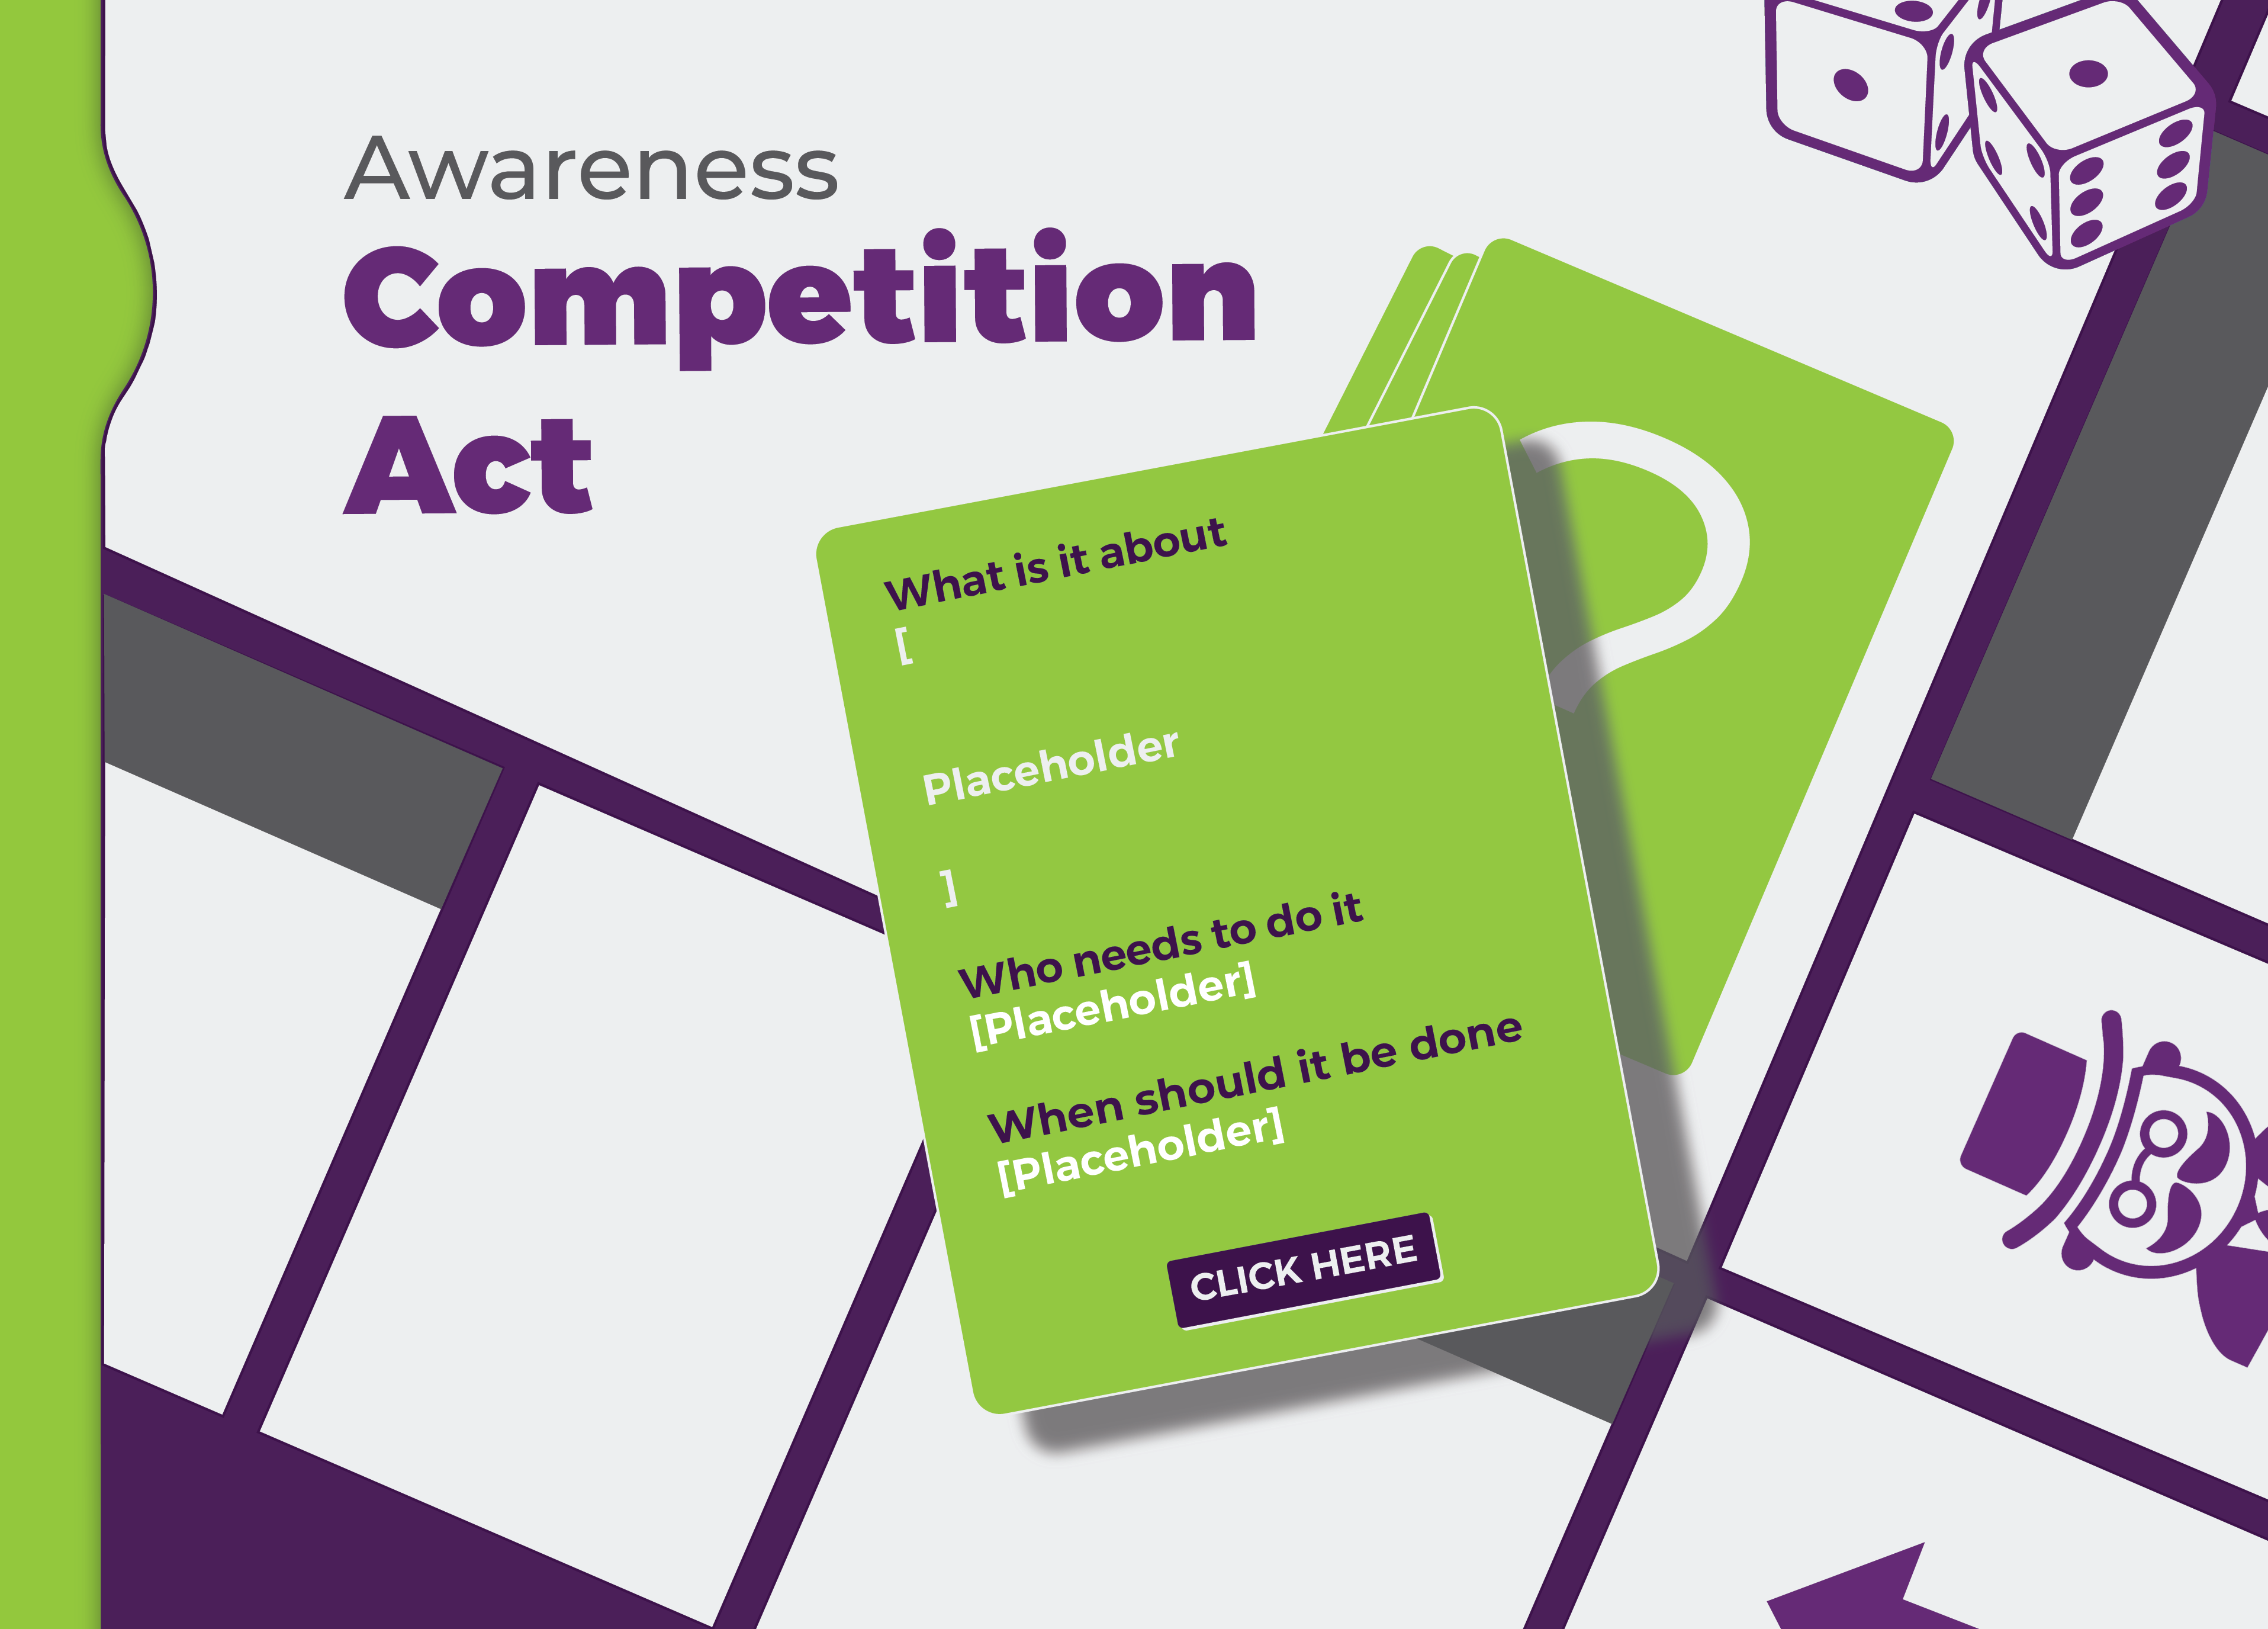 Awareness
Competition
Act
What is it about
[
Placeholder
]
Who needs to do it
[Placeholder]
When should it be done
[Placeholder]
CLICK HERE